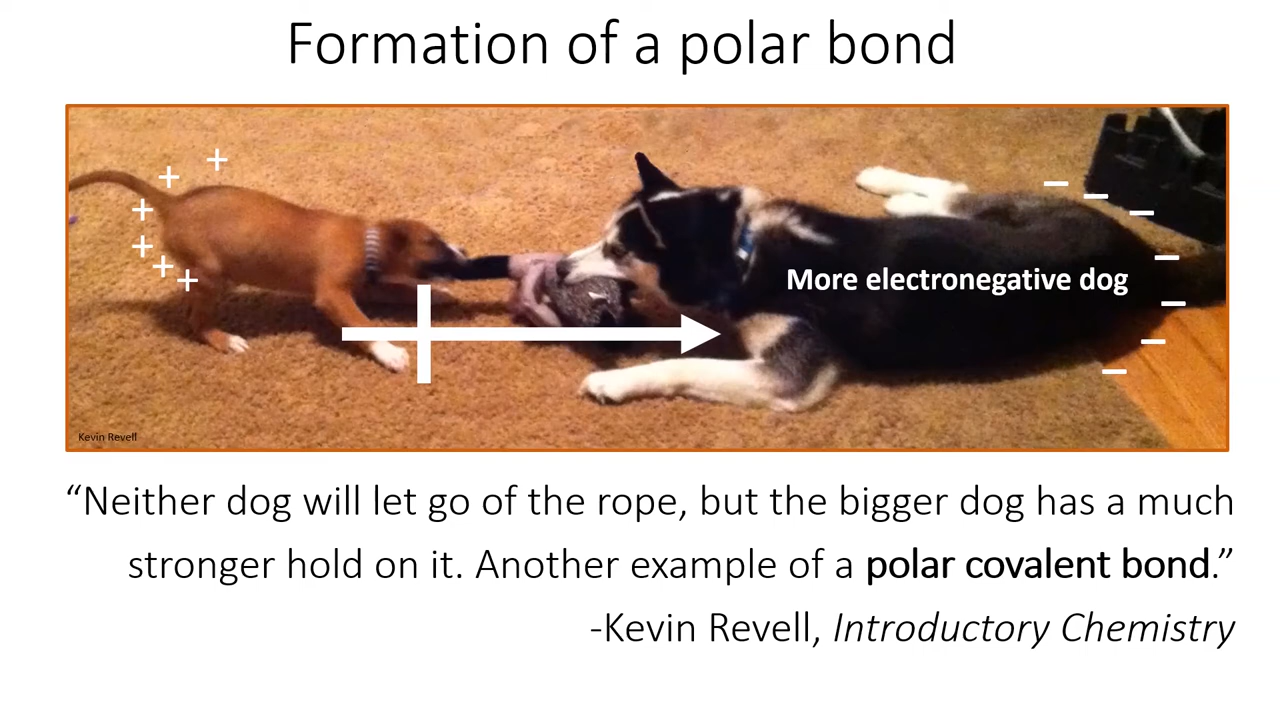 Formation of a polar bond
+
+
+
+
+
+
More electronegative dog
Kevin Revell
“Neither dog will let go of the rope, but the bigger dog has a much
stronger hold on it. Another example of a polar covalent bond.”
-Kevin Revell, Introductory Chemistry